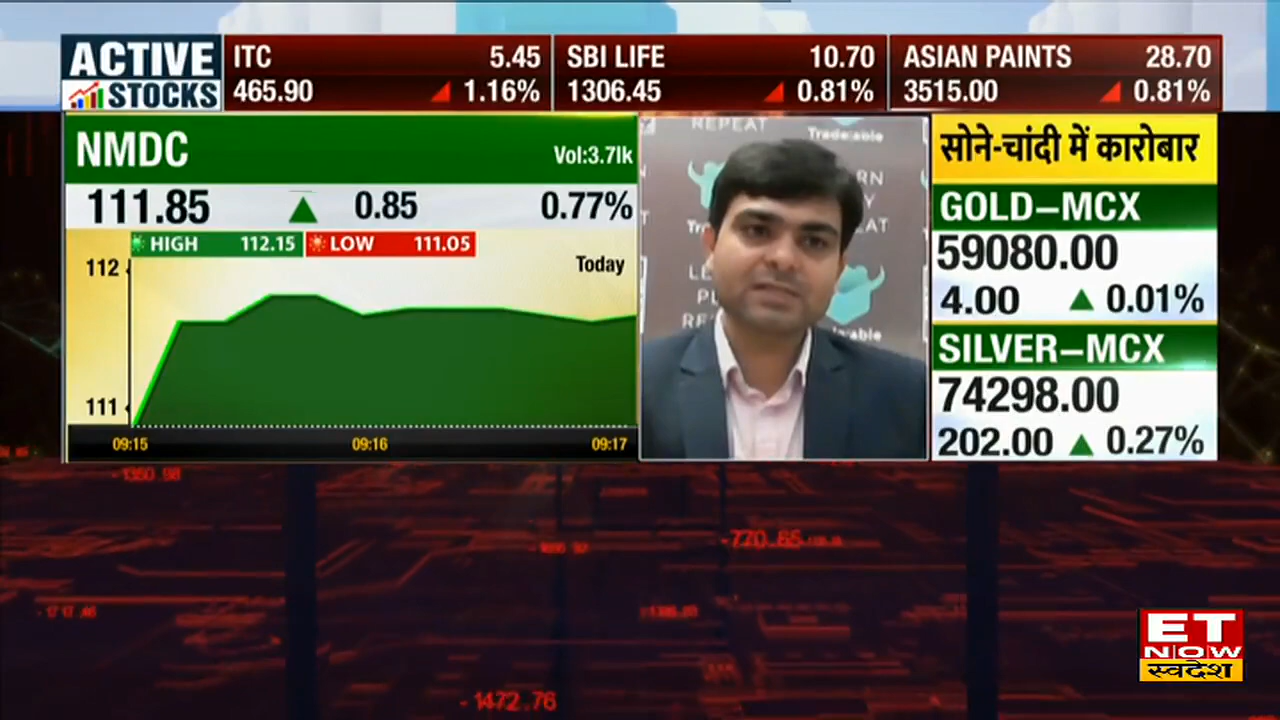 ACTIVE
STOCKS
ITC 5.45
465.90 1.16%
SBI LIFE 10.70
1306.45 0.81%
ASIAN PAINTS 28.70
3515.00 0.81%
NMDC Vol:3.7lk
111.85 0.85 0.77%
HIGH 112.15 LOW 111.05
Today
112
111
09:15 09:16 09:17
REPEAT
सोने-चांदी में कारोबार
GOLD–MCX
59080.00
4.00 0.01%
SILVER–MCX
74298.00
202.00 0.27%
-770.65
-1472.76
ET
NOW
स्वदेश